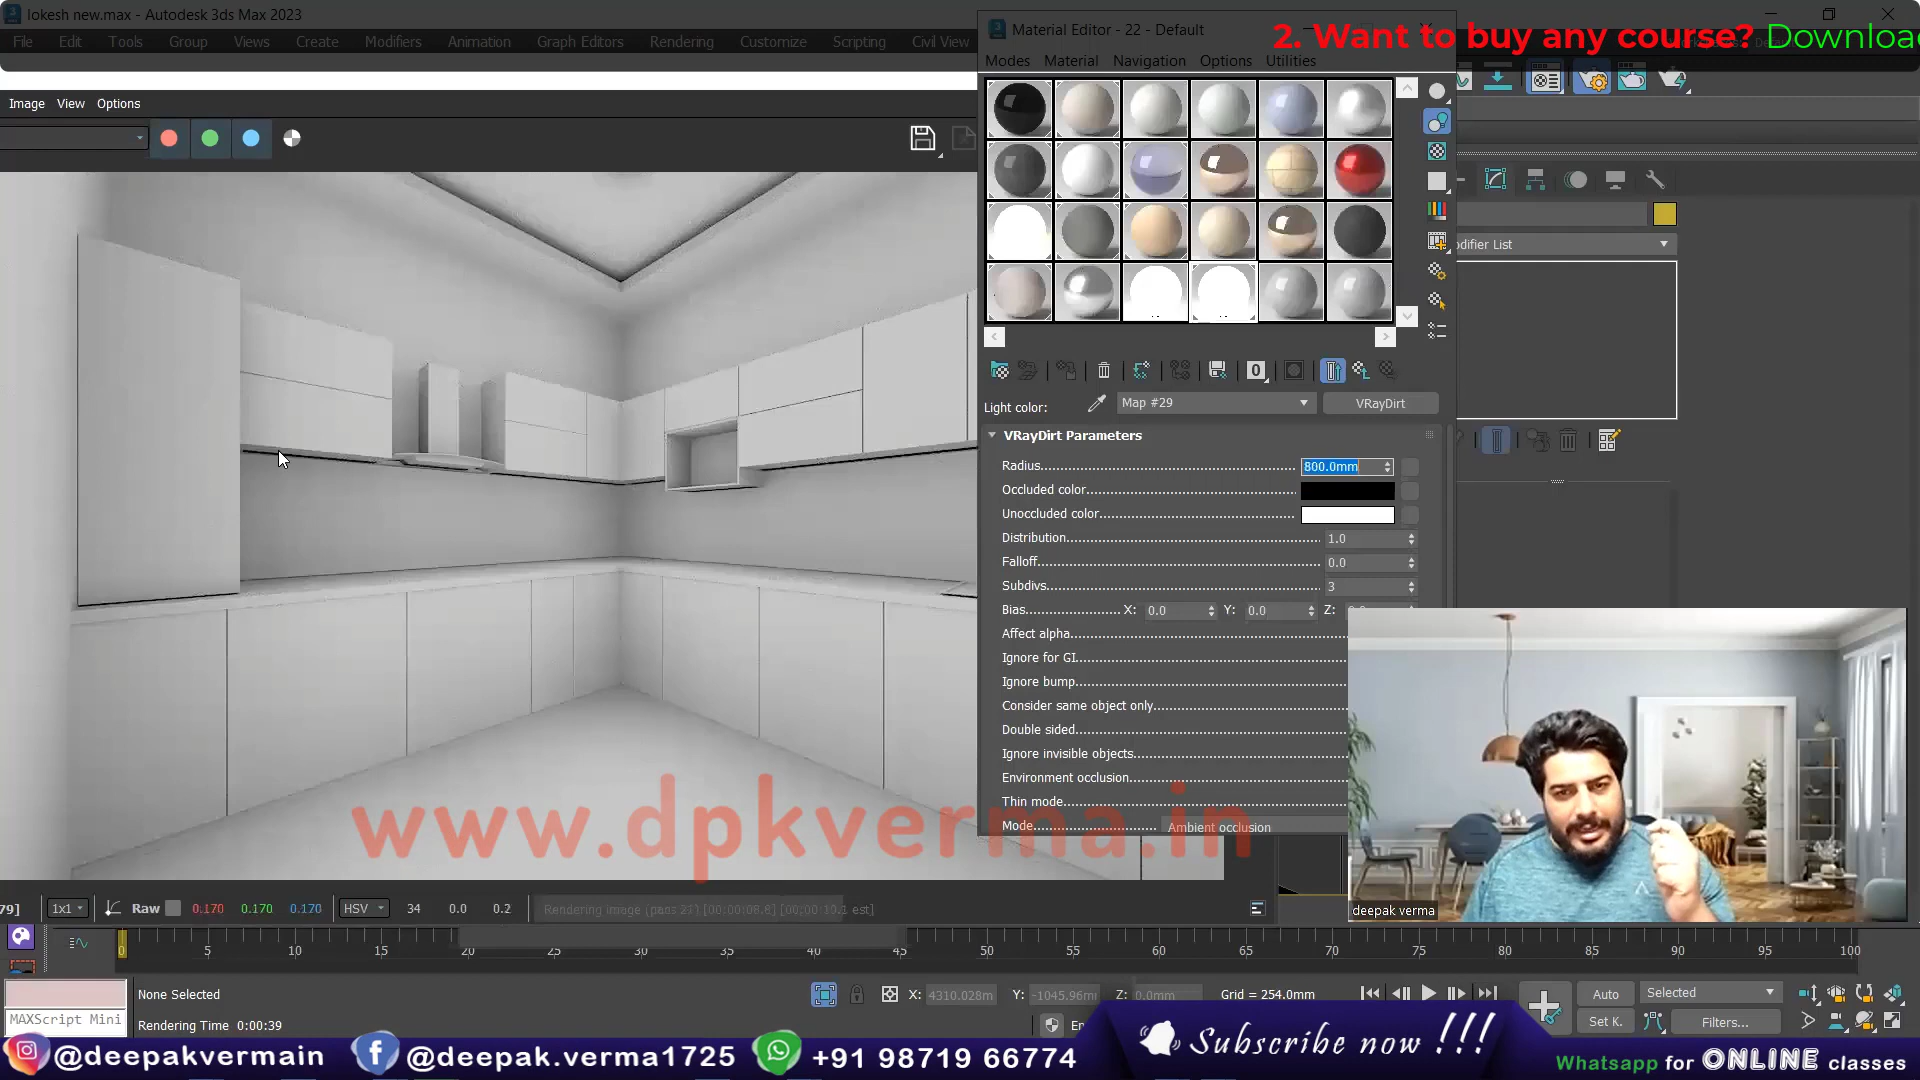 lokesh new.max - Autodesk 3ds Max 2023
File Edit Tools Group Views Create Modifiers Animation Graph Editors Rendering Customize Scripting Civil View
Material Editor - 22 - Default
2. Want to buy any course? Downloa
Modes Material Navigation Options Utilities
Image View Options
odifier List
Light color:
Map #29
VRayDirt
VRayDirt Parameters
Radius 800.0mm
Occluded color
Unoccluded color
Distribution 1.0
Falloff 0.0
Subdivs 3
Bias X: 0.0 Y: 0.0 Z:
Affect alpha
Ignore for GI
Ignore bump
Consider same object only
Double sided
Ignore invisible objects
Environment occlusion
Thin mode
Mode Ambient occlusion
www.dpkverma.in
deepak verma
79] 1x1 Raw 0.170 0.170 0.170 HSV 34 0.0 0.2
0 5 10 15 20 25 30 35 40 45 50 55 60 65 70 75 80 85 90 95 100
None Selected
X: 4310.028m Y: -1045.96m Z: 0.0mm Grid = 254.0mm
Auto Selected
MAXScript Mini
Rendering Time 0:00:39
Set K. Filters...
@deepakvermain @deepak.verma1725 +91 98719 66774
Subscribe now !!!
Whatsapp for ONLINE classes